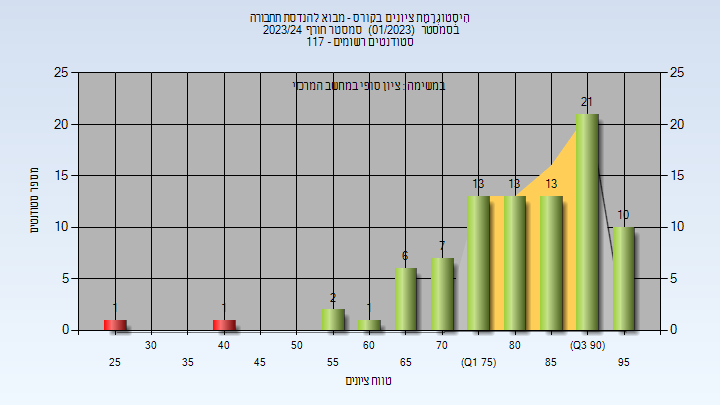 היסטוגרמת ציונים בקורס - מבוא להנדסת תחבורה
בסמסטר (01/2023) סמסטר חורף 2023/24
סטודנטים רשומים - 117
במשימה : ציון סופי במחשב המרכזי
25 25
20 20
15 15
10 10
5 5
0 0
1 1 2 1 6 7 13 13 13 21 10
מספר סטודנטים
30 40 50 60 70 80 (Q3 90)
25 35 45 55 65 (Q1 75) 85 95
טווח ציונים